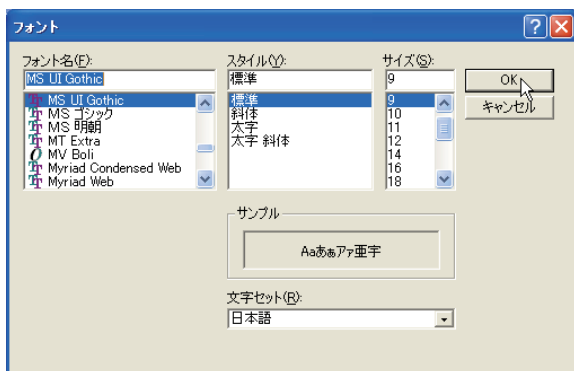 フォント
フォント名(F): スタイル(Y): サイズ(S):
MS UI Gothic 標準 9 OK
MS UI Gothic 標準 9 キャンセル
MS ゴシック 斜体 10
MS 明朝 太字 11
MT Extra 太字 斜体 12
MV Boli 14
Myriad Condensed Web 16
Myriad Web 18
サンプル
Aaあぁアァ亜宇
文字セット(R):
日本語